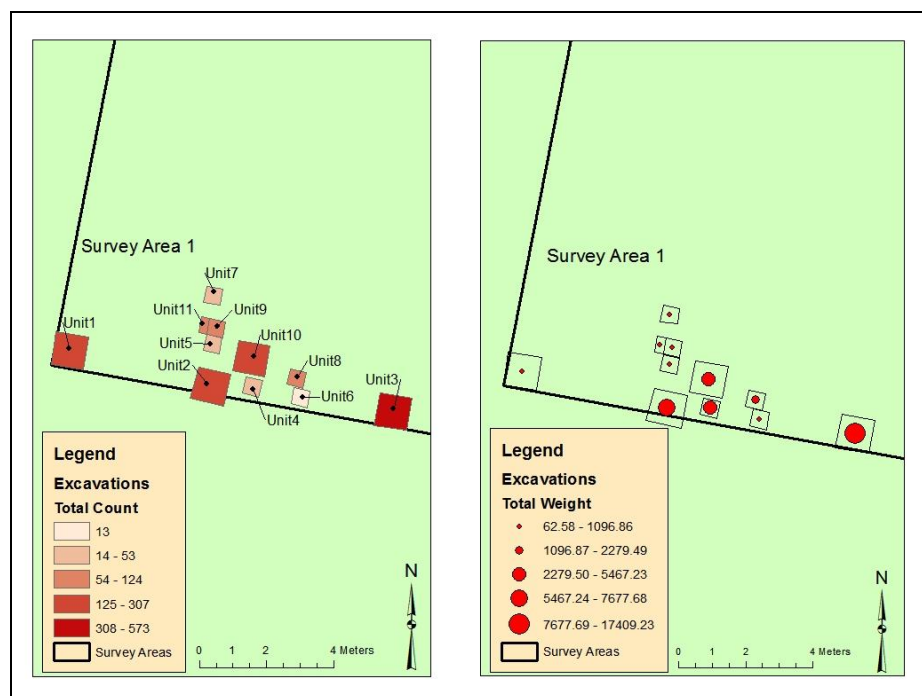 Survey Area 1
Unit7
Unit11
Unit9
Unit1
Unit5
Unit10
Unit2
Unit8
Unit3
Unit6
Unit4
Legend
Excavations
Total Count
13
14 - 53
54 - 124
125 - 307
308 - 573
Survey Areas
N
0 1 2 4 Meters
Survey Area 1
Legend
Excavations
Total Weight
62.58 - 1096.86
1096.87 - 2279.49
2279.50 - 5467.23
5467.24 - 7677.68
7677.69 - 17409.23
Survey Areas
N
0 1 2 4 Meters